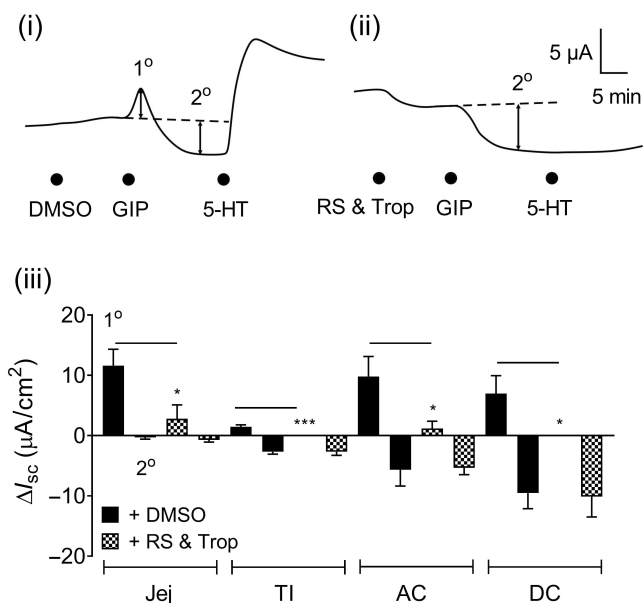 (i)
(ii)
1°
2°
2°
5 µA
5 min
DMSO GIP 5-HT
RS & Trop GIP 5-HT
(iii)
ΔIsc (µA/cm²)
20
10
0
−10
−20
1°
2°
*
***
*
*
+ DMSO
+ RS & Trop
Jej TI AC DC